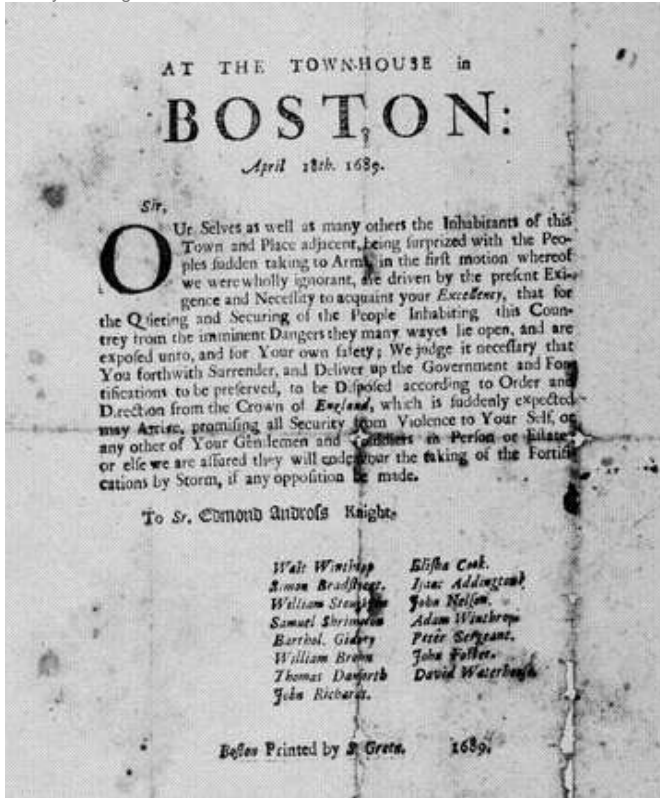 AT THE TOWN-HOUSE in
BOSTON:
April 18th. 1689.
Sir,
OUr Selves as well as many others the Inhabitants of this
Town and Place adjacent, being surprized with the Peo-
ples sudden taking to Arms, in the first motion whereof
we were wholly ignorant, are driven by the present Exi-
gence and Necessity to acquaint your Excellency, that for
the Quieting and Securing of the People Inhabiting this Coun-
trey from the imminent Dangers they many wayes lie open, and are
exposed unto, and for Your own safety; We judge it necessary that
You forthwith Surrender, and Deliver up the Government and For-
tifications to be preserved, to be Disposed according to Order and
Direction from the Crown of England, which is suddenly expected
may Arrive, promising all Security from Violence to Your Self, or
any other of Your Gentlemen and Souldiers in Person or Estate:
or else we are assured they will endeavour the taking of the Fortifi-
cations by Storm, if any opposition be made.
To Sr. Edmond Andross Knight.
Wait Winthrop Elisha Cook.
Simon Bradstreet. Isaac Addington.
William Stoughton John Nelson.
Samuel Shrimpton Adam Winthrop
Barthol. Gidney Peter Sergeant.
William Brown John Foster.
Thomas Danforth David Waterhouse
John Richards.
Boston Printed by S. Green. 1689.